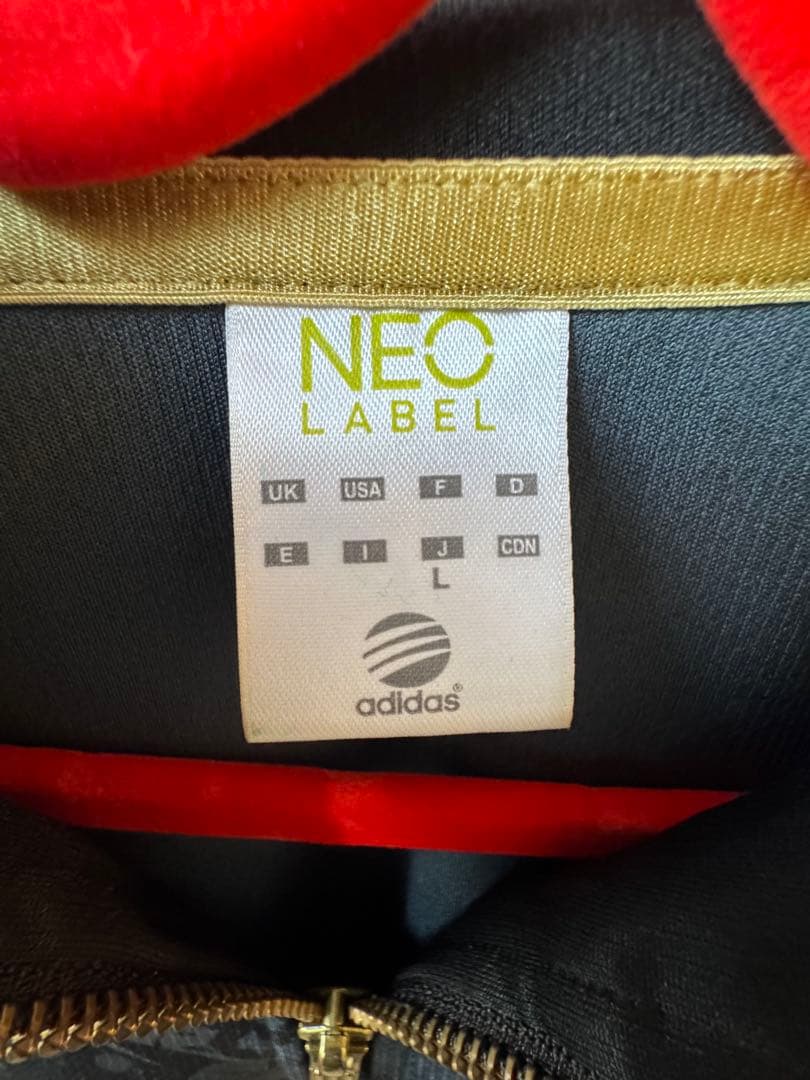 NEO
LABEL
UK USA F D
E I J CDN
L
adidas®